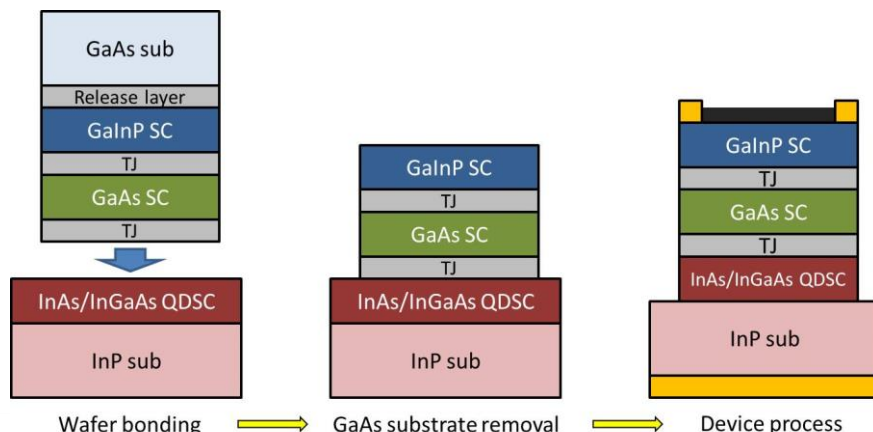 GaAs sub
Release layer
GaInP SC
TJ
GaAs SC
TJ
InAs/InGaAs QDSC
InP sub
Wafer bonding
GaInP SC
TJ
GaAs SC
TJ
InAs/InGaAs QDSC
InP sub
GaAs substrate removal
GaInP SC
TJ
GaAs SC
TJ
InAs/InGaAs QDSC
InP sub
Device process